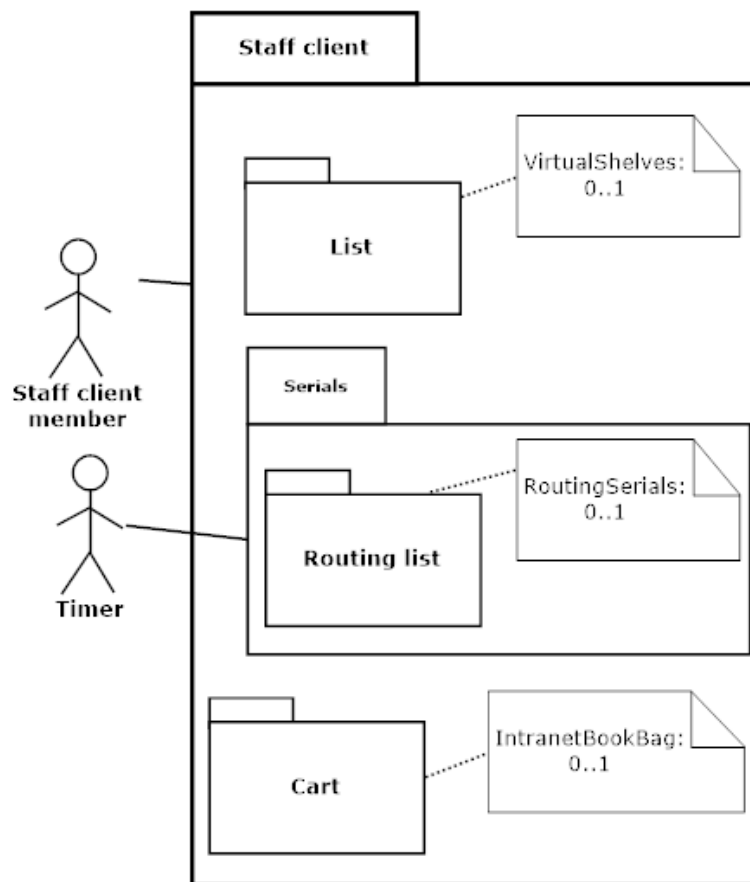 Staff client
VirtualShelves:
0..1
List
Staff client
member
Serials
RoutingSerials:
0..1
Routing list
Timer
IntranetBookBag:
0..1
Cart